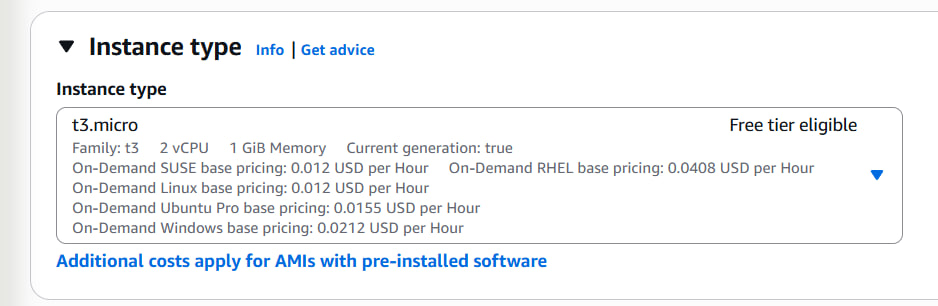 Instance type Info | Get advice
Instance type
t3.micro Free tier eligible
Family: t3 2 vCPU 1 GiB Memory Current generation: true
On-Demand SUSE base pricing: 0.012 USD per Hour On-Demand RHEL base pricing: 0.0408 USD per Hour
On-Demand Linux base pricing: 0.012 USD per Hour
On-Demand Ubuntu Pro base pricing: 0.0155 USD per Hour
On-Demand Windows base pricing: 0.0212 USD per Hour
Additional costs apply for AMIs with pre-installed software